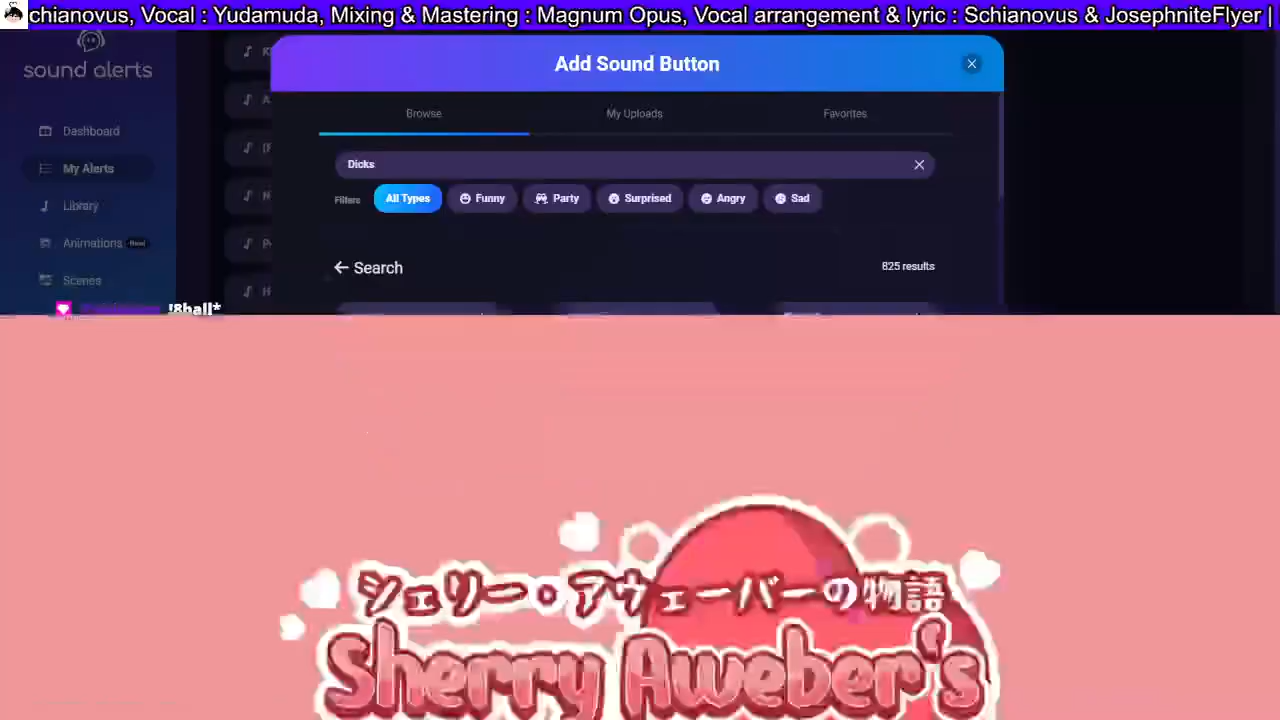 chianovus, Vocal : Yudamuda, Mixing & Mastering : Magnum Opus, Vocal arrangement & lyric : Schianovus & JosephniteFlyer |
sound alerts
Add Sound Button
Dashboard
My Alerts
Library
Animations New!
Scenes
Browse
My Uploads
Favorites
Dicks
Filters
All Types
Funny
Party
Surprised
Angry
Sad
Search
825 results
!8ball*
シェリー・アウェーバーの物語
Sherry Aweber's